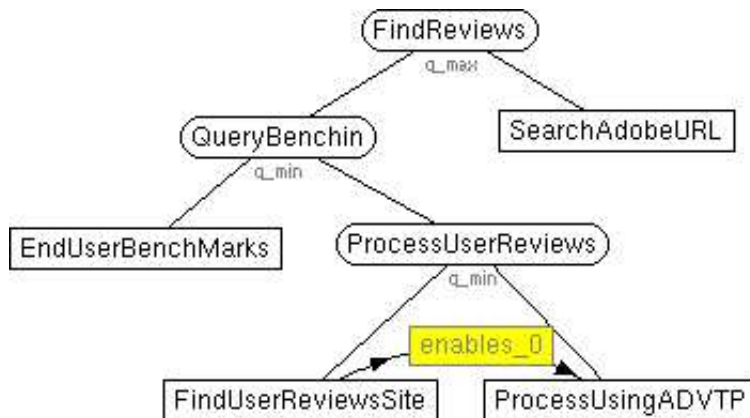 FindReviews
q_max
QueryBenchin
SearchAdobeURL
q_min
EndUserBenchMarks
ProcessUserReviews
q_min
enables_0
FindUserReviewsSite
ProcessUsingADVTP